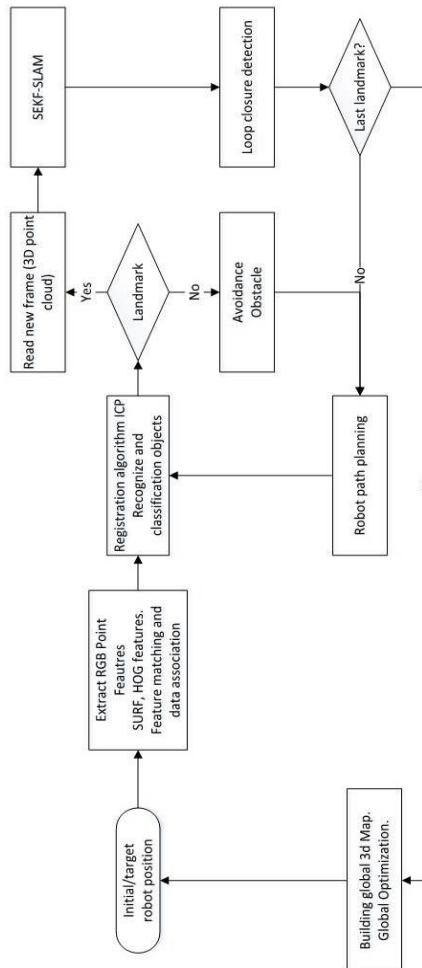 Initial/target
robot position
Extract RGB Point
Feautres
SURF, HOG features.
Feature matching and
data association
Registration algorithm ICP
Recognize and
classification objects
Landmark
Yes
No
Read new frame (3D point
cloud)
SEKF-SLAM
Avoidance
Obstacle
Loop closure detection
Last landmark?
No
Robot path planning
Building global 3d Map.
Global Optimization.